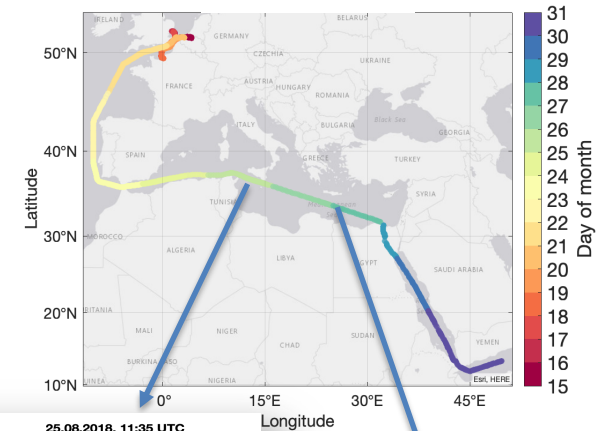 IRELAND
BELARUS
GERMANY
CZECHIA
UKRAINE
FRANCE
AUSTRIA
HUNGARY
ROMANIA
ITALY
BULGARIA
Black Sea
GEORGIA
SPAIN
GREECE
TURKEY
SYRIA
MOROCCO
ALGERIA
LIBYA
SAUDI ARABIA
MALI
NIGER
CHAD
SUDAN
YEMEN
NIGERIA
Esri, HERE
50°N
40°N
30°N
20°N
10°N
Latitude
0°
15°E
30°E
45°E
Longitude
31
30
29
28
27
26
25
24
23
22
21
20
19
18
17
16
15
Day of month
25.08.2018, 11:35 UTC